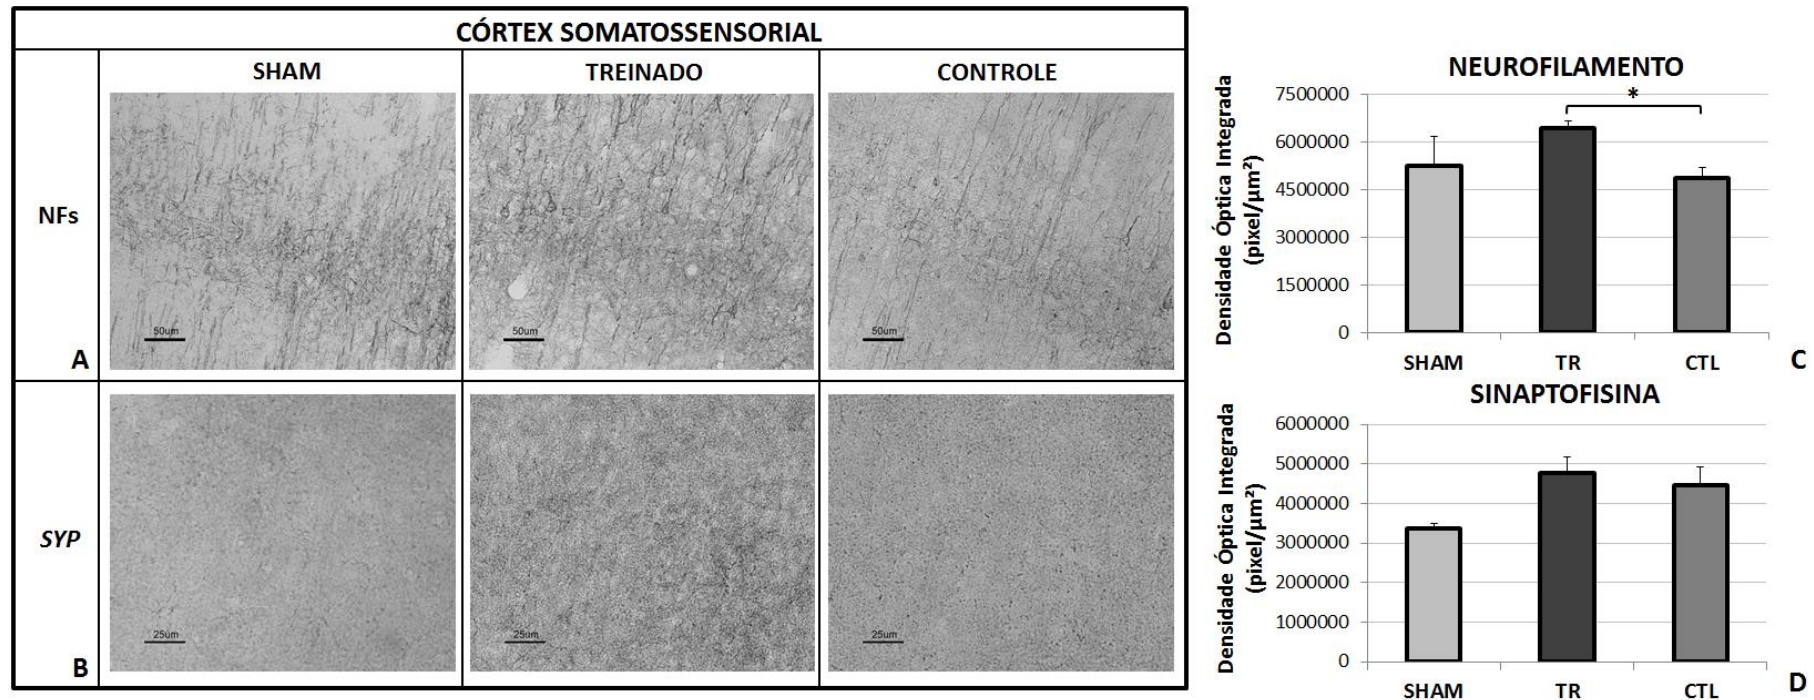 CÓRTEX SOMATOSSENSORIAL
SHAM
TREINADO
CONTROLE
NFs
50um
50um
50um
A
SYP
25um
25um
25um
B
NEUROFILAMENTO
Densidade Óptica Integrada
(pixel/µm²)
7500000
6000000
4500000
3000000
1500000
0
*
SHAM
TR
CTL
C
SINAPTOFISINA
Densidade Óptica Integrada
(pixel/µm²)
6000000
5000000
4000000
3000000
2000000
1000000
0
SHAM
TR
CTL
D